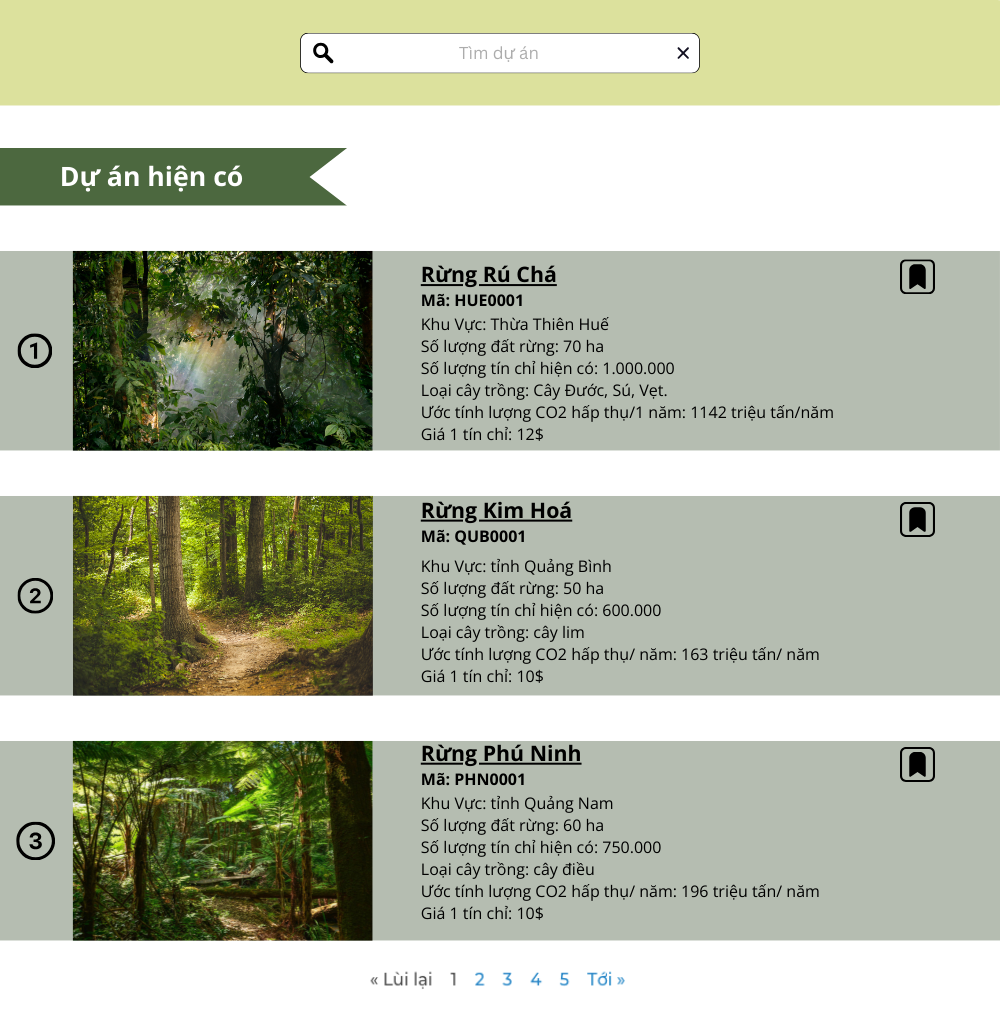 Tìm dự án
Dự án hiện có
1
Rừng Rú Chá
Mã: HUE0001
Khu Vực: Thừa Thiên Huế
Số lượng đất rừng: 70 ha
Số lượng tín chỉ hiện có: 1.000.000
Loại cây trồng: Cây Đước, Sú, Vẹt.
Ước tính lượng CO2 hấp thụ/1 năm: 1142 triệu tấn/năm
Giá 1 tín chỉ: 12$
2
Rừng Kim Hoá
Mã: QUB0001
Khu Vực: tỉnh Quảng Bình
Số lượng đất rừng: 50 ha
Số lượng tín chỉ hiện có: 600.000
Loại cây trồng: cây lim
Ước tính lượng CO2 hấp thụ/ năm: 163 triệu tấn/ năm
Giá 1 tín chỉ: 10$
3
Rừng Phú Ninh
Mã: PHN0001
Khu Vực: tỉnh Quảng Nam
Số lượng đất rừng: 60 ha
Số lượng tín chỉ hiện có: 750.000
Loại cây trồng: cây điều
Ước tính lượng CO2 hấp thụ/ năm: 196 triệu tấn/ năm
Giá 1 tín chỉ: 10$
« Lùi lại 1 2 3 4 5 Tới »